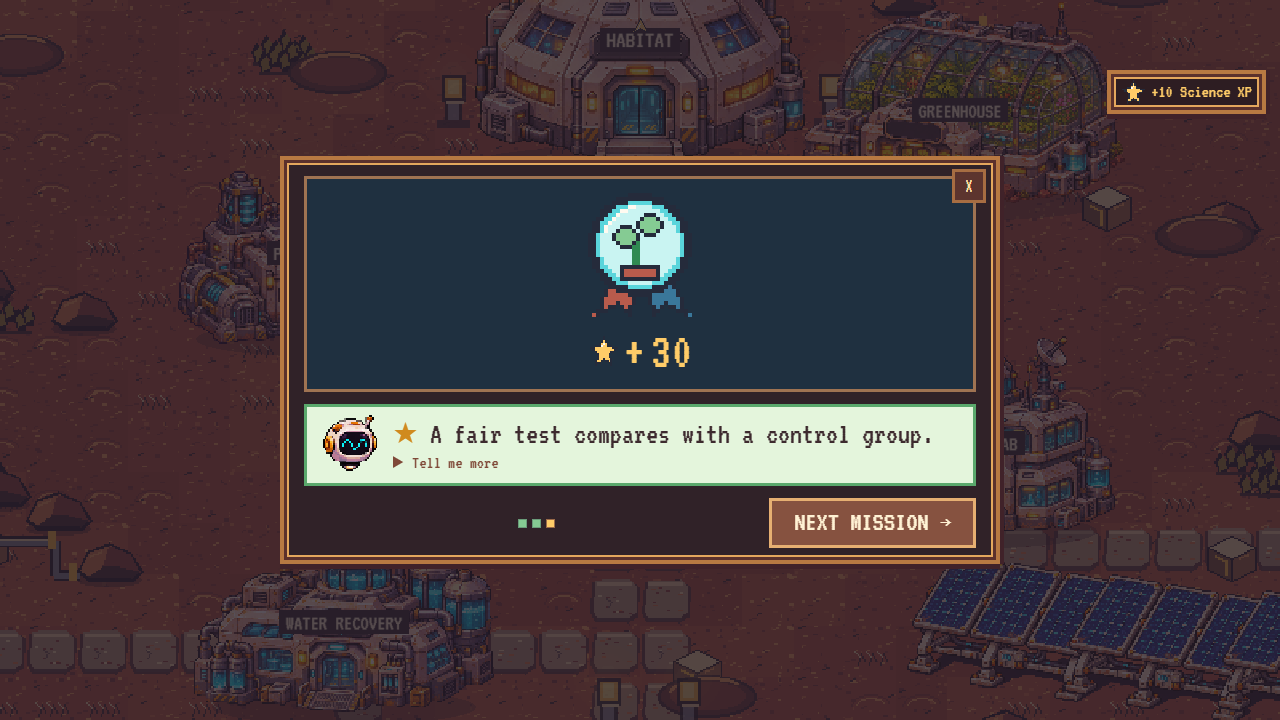 HABITAT
GREENHOUSE
+10 Science XP
X
+30
A fair test compares with a control group.
Tell me more
NEXT MISSION →
WATER RECOVERY